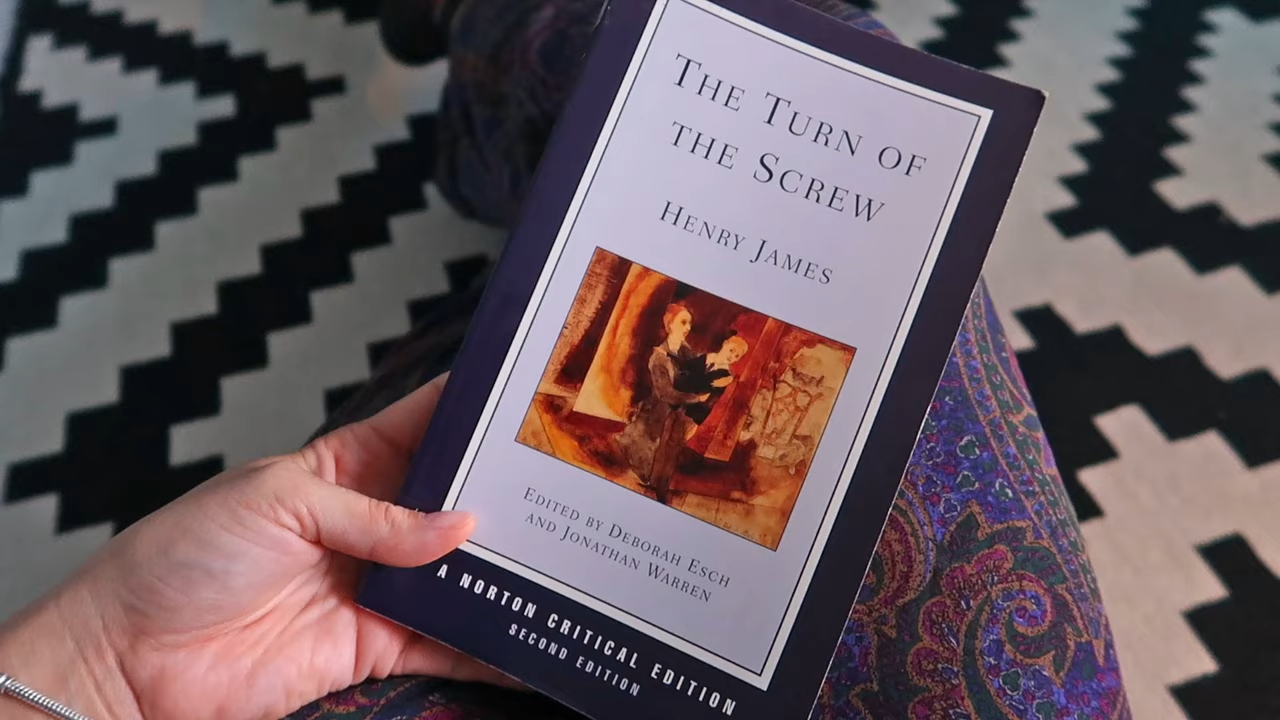 THE TURN OF
THE SCREW
HENRY JAMES
EDITED BY DEBORAH ESCH
AND JONATHAN WARREN
A NORTON CRITICAL EDITION
SECOND EDITION